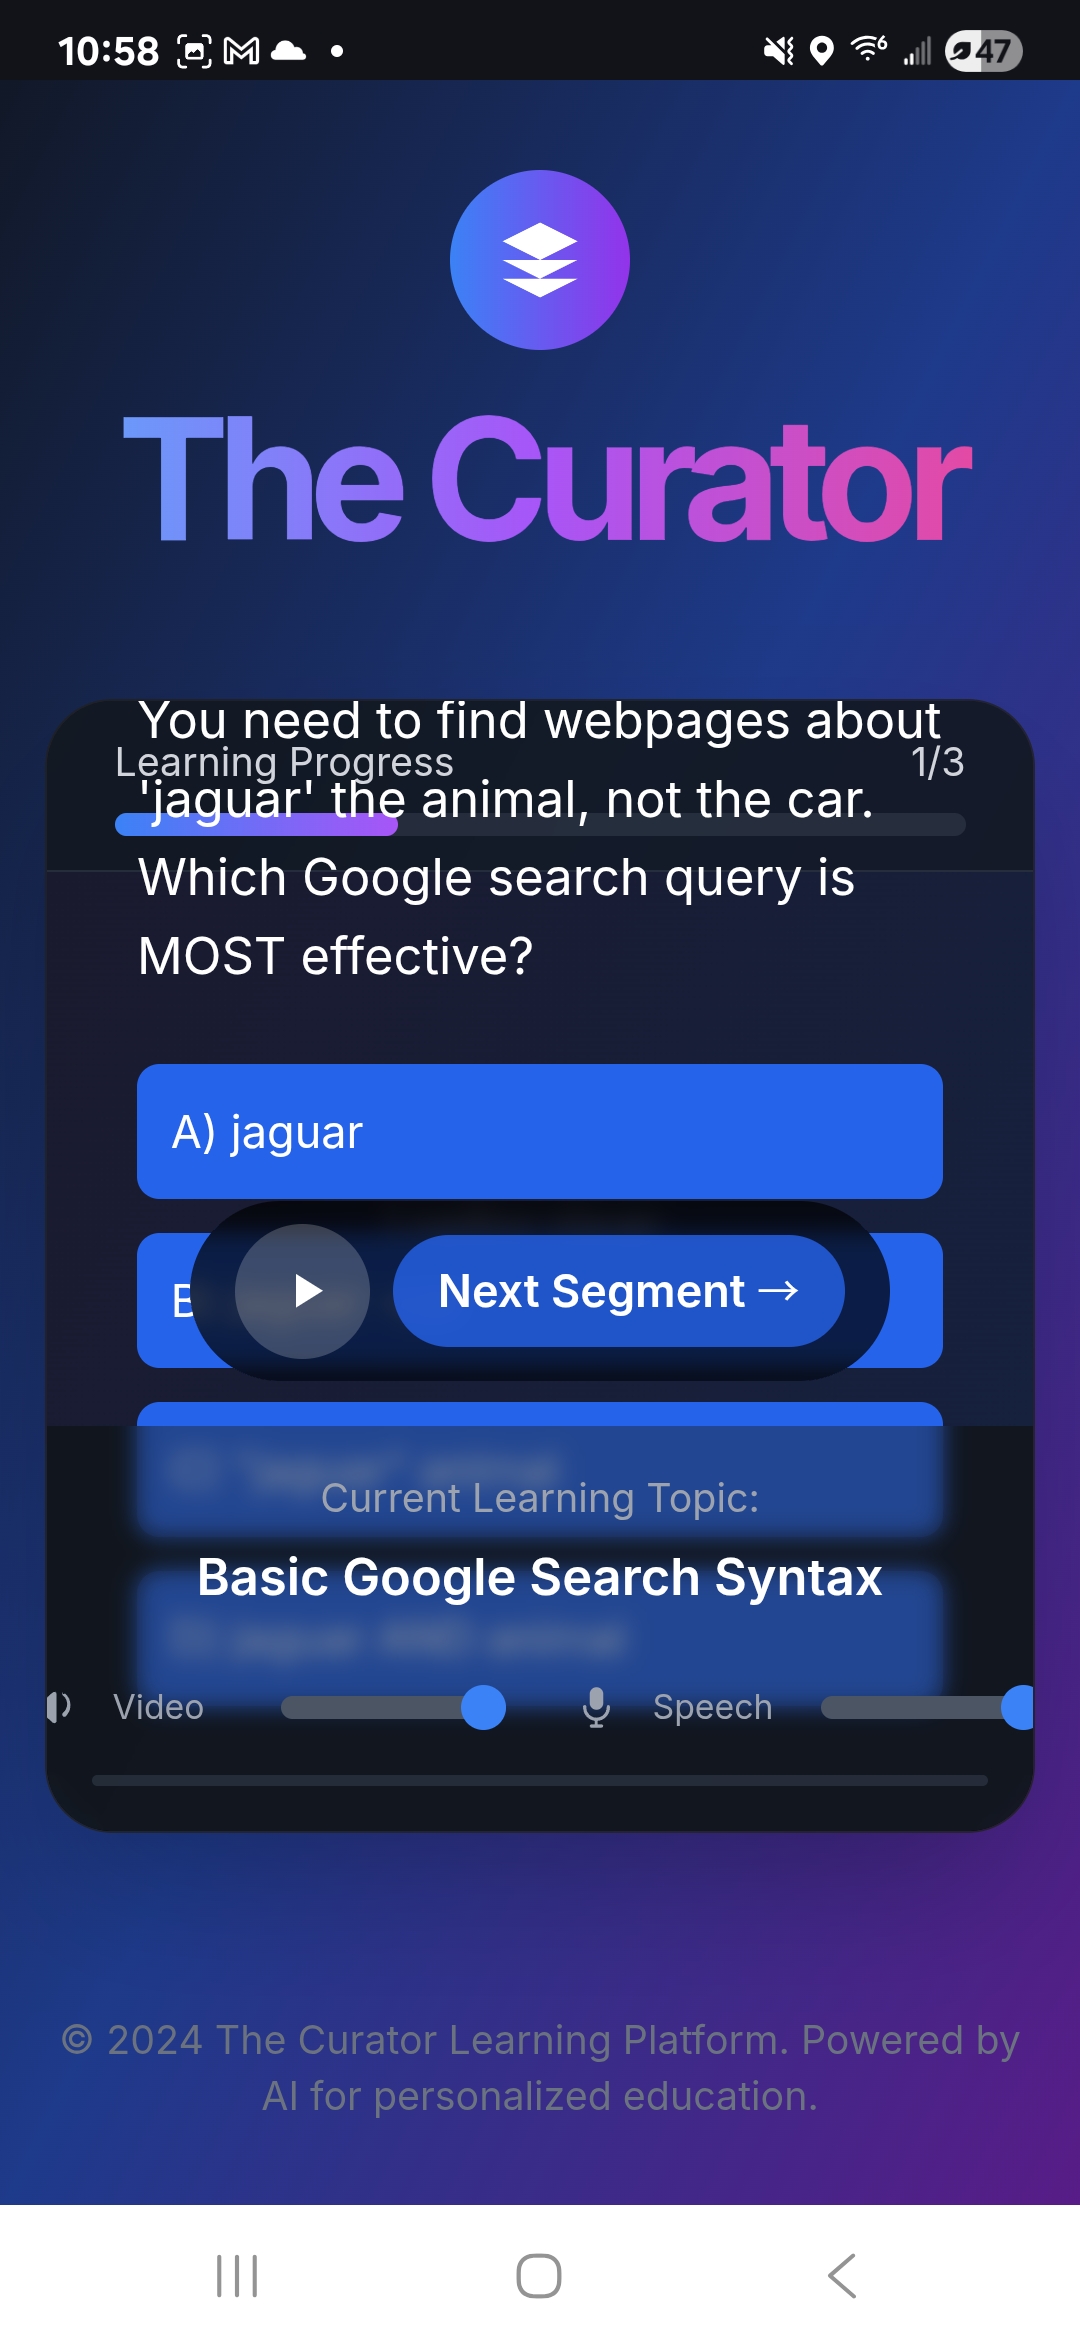 10:58
6
47
The Curator
You need to find webpages about
Learning Progress
1/3
'jaguar' the animal, not the car.
Which Google search query is
MOST effective?
A) jaguar
B
Next Segment →
Current Learning Topic:
Basic Google Search Syntax
Video
Speech
© 2024 The Curator Learning Platform. Powered by
AI for personalized education.